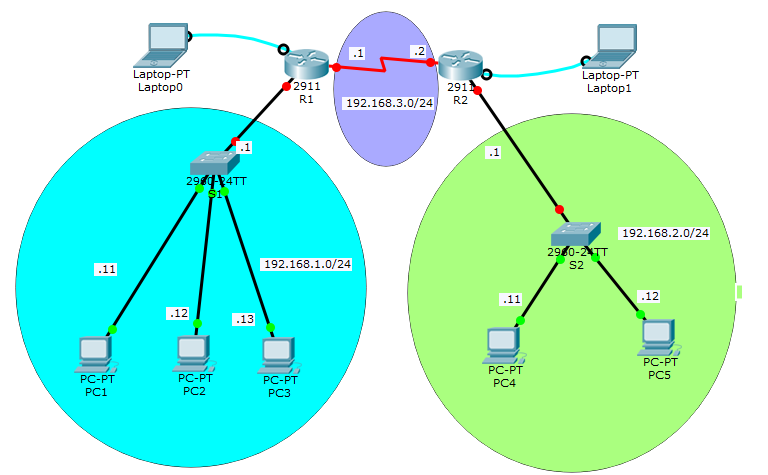 Laptop-PT
Laptop0
2911
R1
.1
.2
192.168.3.0/24
2911
R2
Laptop-PT
Laptop1
.1
2960-24TT
S1
192.168.1.0/24
.11
.12
.13
PC-PT
PC1
PC-PT
PC2
PC-PT
PC3
.1
2960-24TT
S2
192.168.2.0/24
.11
.12
PC-PT
PC4
PC-PT
PC5